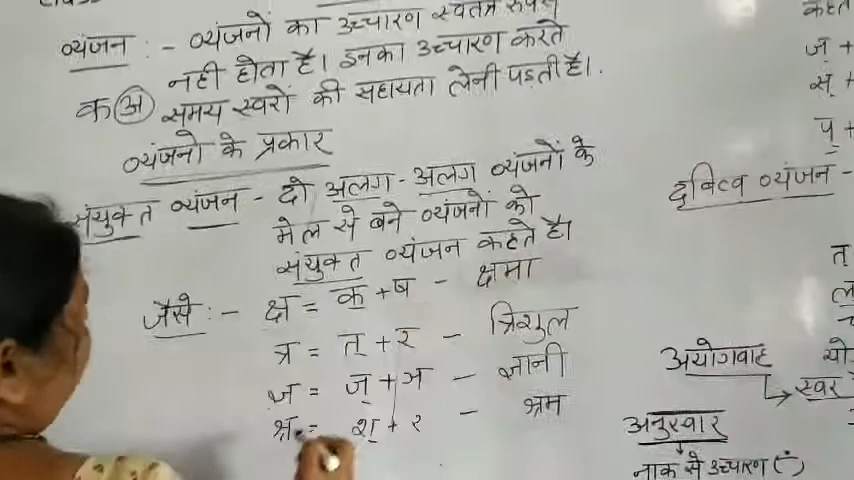 व्यंजन :- व्यंजनो का उच्चारण स्वतंत्र रूप से
नही होता है। इनका उच्चारण करते
क अ समय स्वरों की सहायता लेनी पड़ती है।
व्यंजनो के प्रकार
संयुक्त व्यंजन - दो अलग-अलग व्यंजनों के
मेल से बने व्यंजनों को
संयुक्त व्यंजन कहते है।
जैसे :- क्ष = क् + ष - क्षमा
त्र = त् + र - त्रिशुल
ज्ञ = ज् + ञ - ज्ञानी
श्र = श् + र - श्रम
कहत
ज् +
स् +
प् +
द्वित्व व्यंजन -
त्
ल
अयोगवाह
स्वर
अनुस्वार
नाक से उच्चारण (ं)